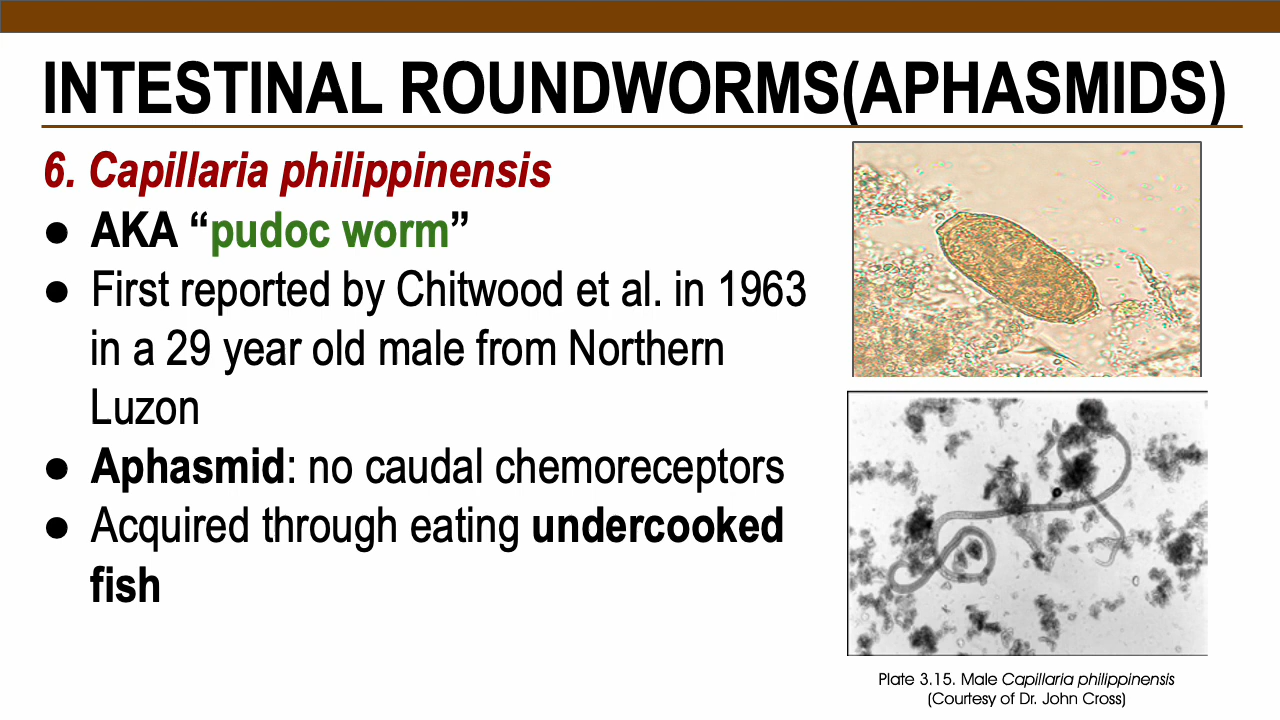 INTESTINAL ROUNDWORMS(APHASMIDS)
6. Capillaria philippinensis
● AKA “pudoc worm”
● First reported by Chitwood et al. in 1963
in a 29 year old male from Northern
Luzon
● Aphasmid: no caudal chemoreceptors
● Acquired through eating undercooked
fish
Plate 3.15. Male Capillaria philippinensis
(Courtesy of Dr. John Cross)